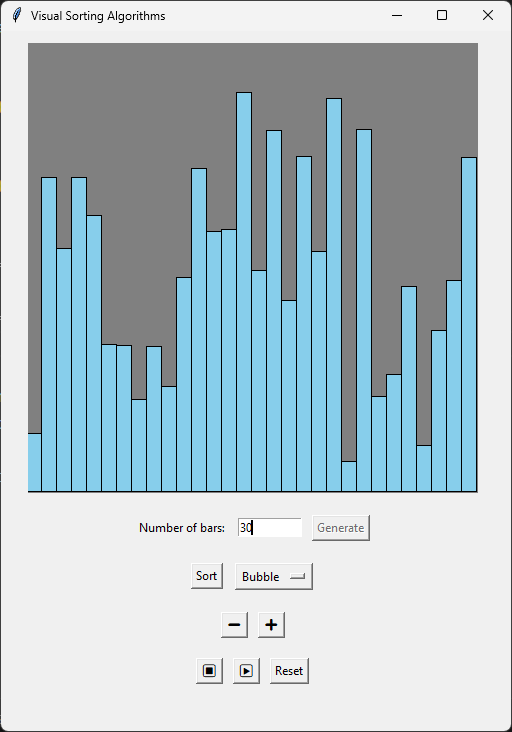 Visual Sorting Algorithms
Number of bars: 30 Generate
Sort Bubble
Reset